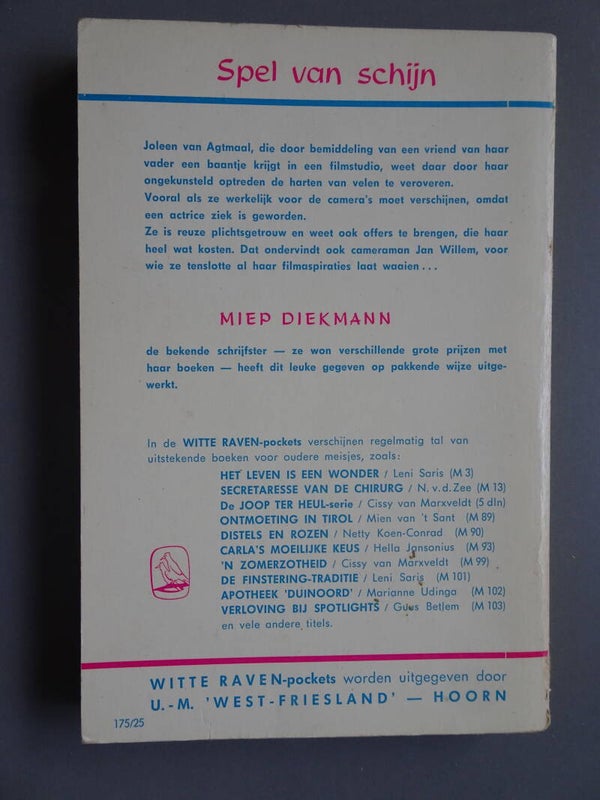 Spel van schijn
Joleen van Agtmaal, die door bemiddeling van een vriend van haar
vader een baantje krijgt in een filmstudio, weet daar door haar
ongekunsteld optreden de harten van velen te veroveren.
Vooral als ze werkelijk voor de camera's moet verschijnen, omdat
een actrice ziek is geworden.
Ze is reuze plichtsgetrouw en weet ook offers te brengen, die haar
heel wat kosten. Dat ondervindt ook cameraman Jan Willem, voor
wie ze tenslotte al haar filmaspiraties laat waaien...
MIEP DIEKMANN
de bekende schrijfster — ze won verschillende grote prijzen met
haar boeken — heeft dit leuke gegeven op pakkende wijze uitge-
werkt.
In de WITTE RAVEN-pockets verschijnen regelmatig tal van
uitstekende boeken voor oudere meisjes, zoals:
HET LEVEN IS EEN WONDER / Leni Saris (M 3)
SECRETARESSE VAN DE CHIRURG / N. v. d. Zee (M 13)
De JOOP TER HEUL-serie / Cissy van Marxveldt (5 dln)
ONTMOETING IN TIROL / Mien van 't Sant (M 89)
DISTELS EN ROZEN / Netty Koen-Conrad (M 90)
CARLA'S MOEILIJKE KEUS / Hella Jansonius (M 93)
'N ZOMERZOTHEID / Cissy van Marxveldt (M 99)
DE FINSTERING-TRADITIE / Leni Saris (M 101)
APOTHEEK 'DUINOORD' / Marianne Udinga (M 102)
VERLOVING BIJ SPOTLIGHTS / Guus Betlem (M 103)
en vele andere titels.
WITTE RAVEN-pockets worden uitgegeven door
U.-M. 'WEST-FRIESLAND' — HOORN
175/25